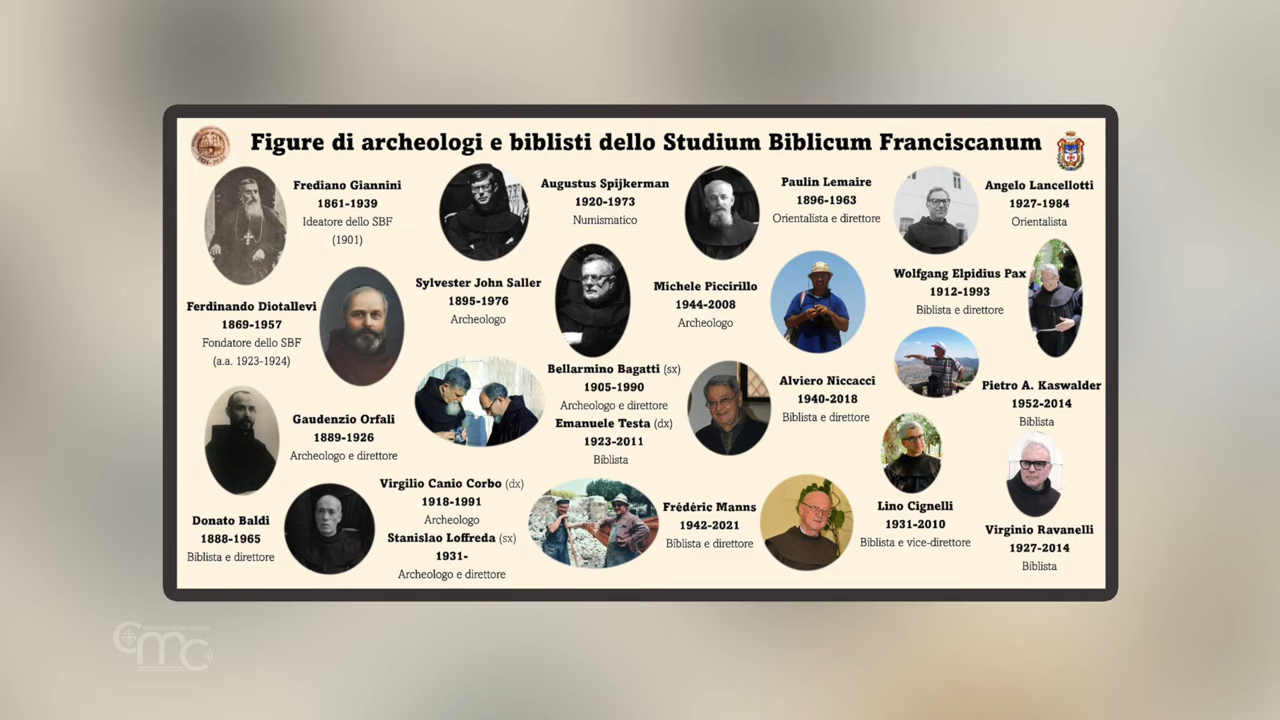 Figure di archeologi e biblisti dello Studium Biblicum Franciscanum
Frediano Giannini
1861-1939
Ideatore dello SBF
(1901)
Augustus Spijkerman
1920-1973
Numismatico
Paulin Lemaire
1896-1963
Orientalista e direttore
Angelo Lancellotti
1927-1984
Orientalista
Ferdinando Diotallevi
1869-1957
Fondatore dello SBF
(a.a. 1923-1924)
Sylvester John Saller
1895-1976
Archeologo
Michele Piccirillo
1944-2008
Archeologo
Wolfgang Elpidius Pax
1912-1993
Biblista e direttore
Gaudenzio Orfali
1889-1926
Archeologo e direttore
Bellarmino Bagatti (sx)
1905-1990
Archeologo e direttore
Emanuele Testa (dx)
1923-2011
Biblista
Alviero Niccacci
1940-2018
Biblista e direttore
Pietro A. Kaswalder
1952-2014
Biblista
Donato Baldi
1888-1965
Biblista e direttore
Virgilio Canio Corbo (dx)
1918-1991
Archeologo
Stanislao Loffreda (sx)
1931-
Archeologo e direttore
Frédéric Manns
1942-2021
Biblista e direttore
Lino Cignelli
1931-2010
Biblista e vice-direttore
Virginio Ravanelli
1927-2014
Biblista
CMC